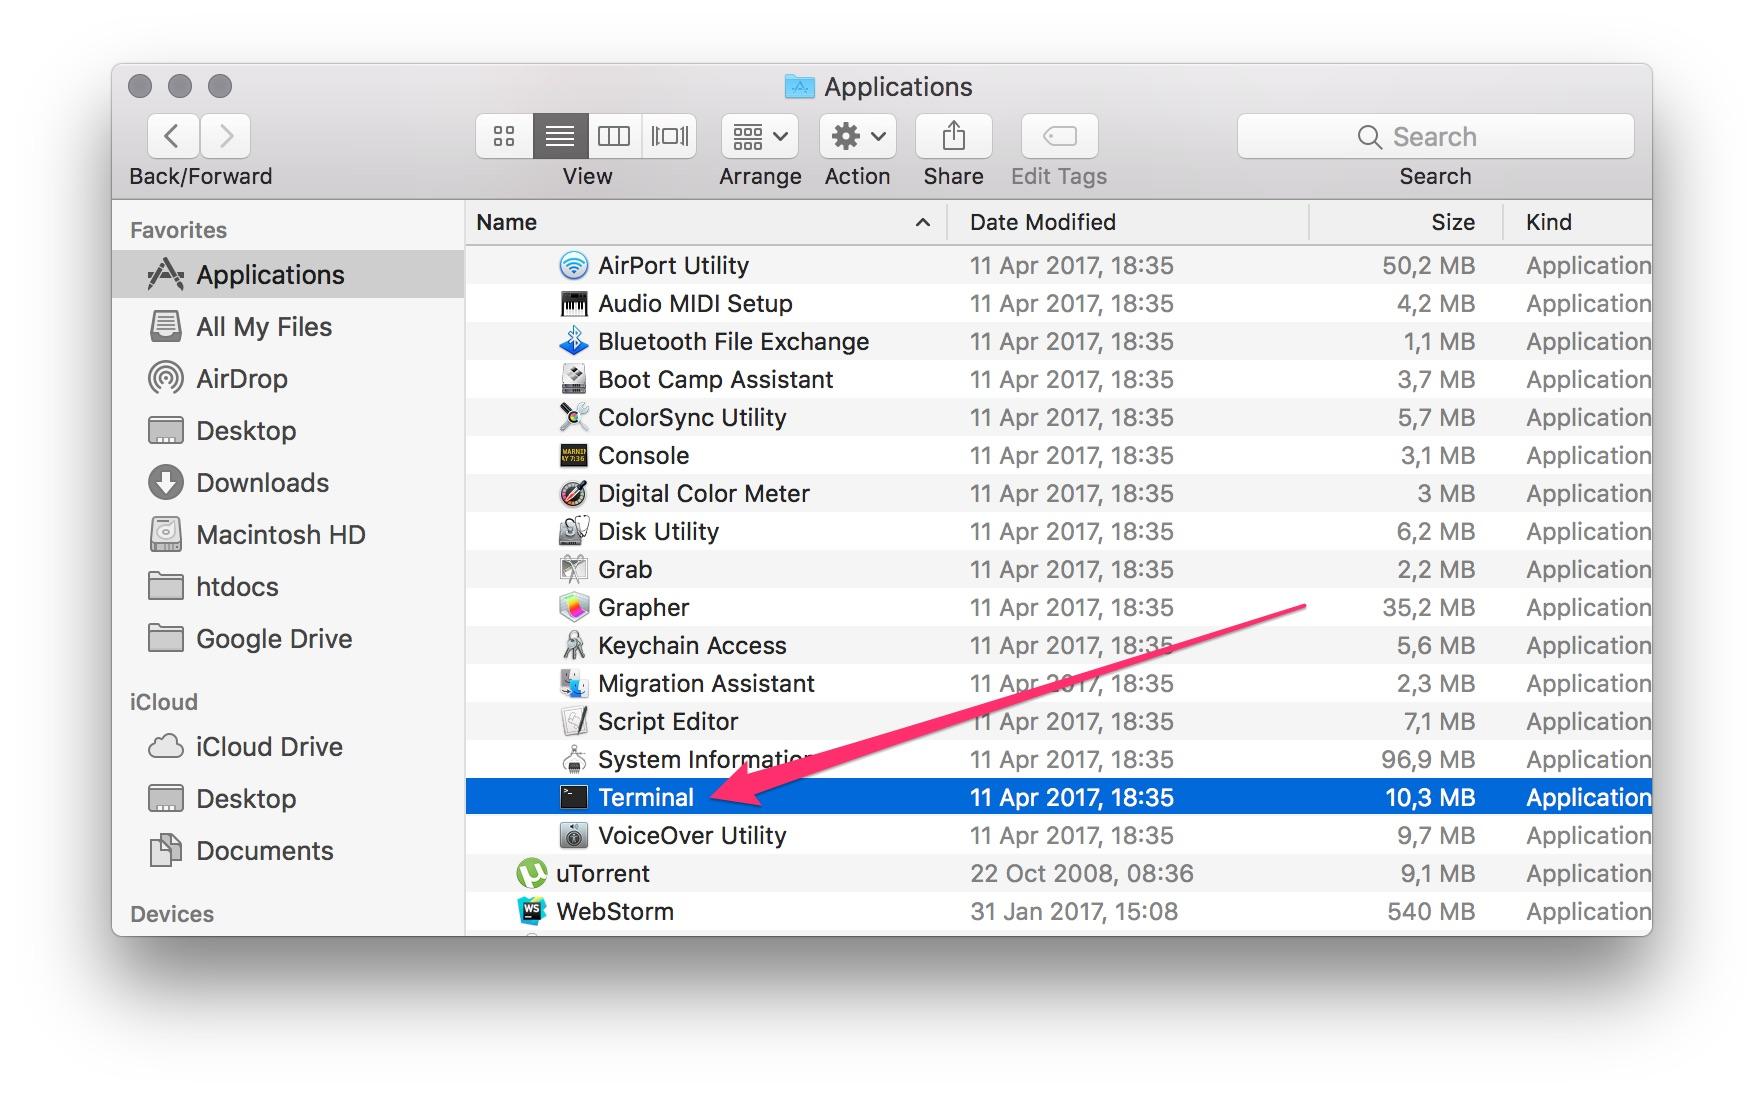 Applications
Back/Forward View Arrange Action Share Edit Tags Search Search
Favorites
Applications
All My Files
AirDrop
Desktop
Downloads
Macintosh HD
htdocs
Google Drive
iCloud
iCloud Drive
Desktop
Documents
Devices
Name Date Modified Size Kind
AirPort Utility 11 Apr 2017, 18:35 50,2 MB Application
Audio MIDI Setup 11 Apr 2017, 18:35 4,2 MB Application
Bluetooth File Exchange 11 Apr 2017, 18:35 1,1 MB Application
Boot Camp Assistant 11 Apr 2017, 18:35 3,7 MB Application
ColorSync Utility 11 Apr 2017, 18:35 5,7 MB Application
Console 11 Apr 2017, 18:35 3,1 MB Application
Digital Color Meter 11 Apr 2017, 18:35 3 MB Application
Disk Utility 11 Apr 2017, 18:35 6,2 MB Application
Grab 11 Apr 2017, 18:35 2,2 MB Application
Grapher 11 Apr 2017, 18:35 35,2 MB Application
Keychain Access 11 Apr 2017, 18:35 5,6 MB Application
Migration Assistant 11 Apr 2017, 18:35 2,3 MB Application
Script Editor 11 Apr 2017, 18:35 7,1 MB Application
System Information 11 Apr 2017, 18:35 96,9 MB Application
Terminal 11 Apr 2017, 18:35 10,3 MB Application
VoiceOver Utility 11 Apr 2017, 18:35 9,7 MB Application
uTorrent 22 Oct 2008, 08:36 9,1 MB Application
WebStorm 31 Jan 2017, 15:08 540 MB Application